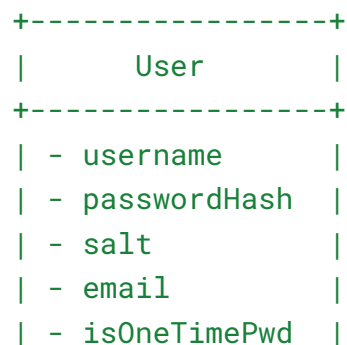 +-----------------+
|      User       |
+-----------------+
| - username      |
| - passwordHash  |
| - salt          |
| - email         |
| - isOneTimePwd  |